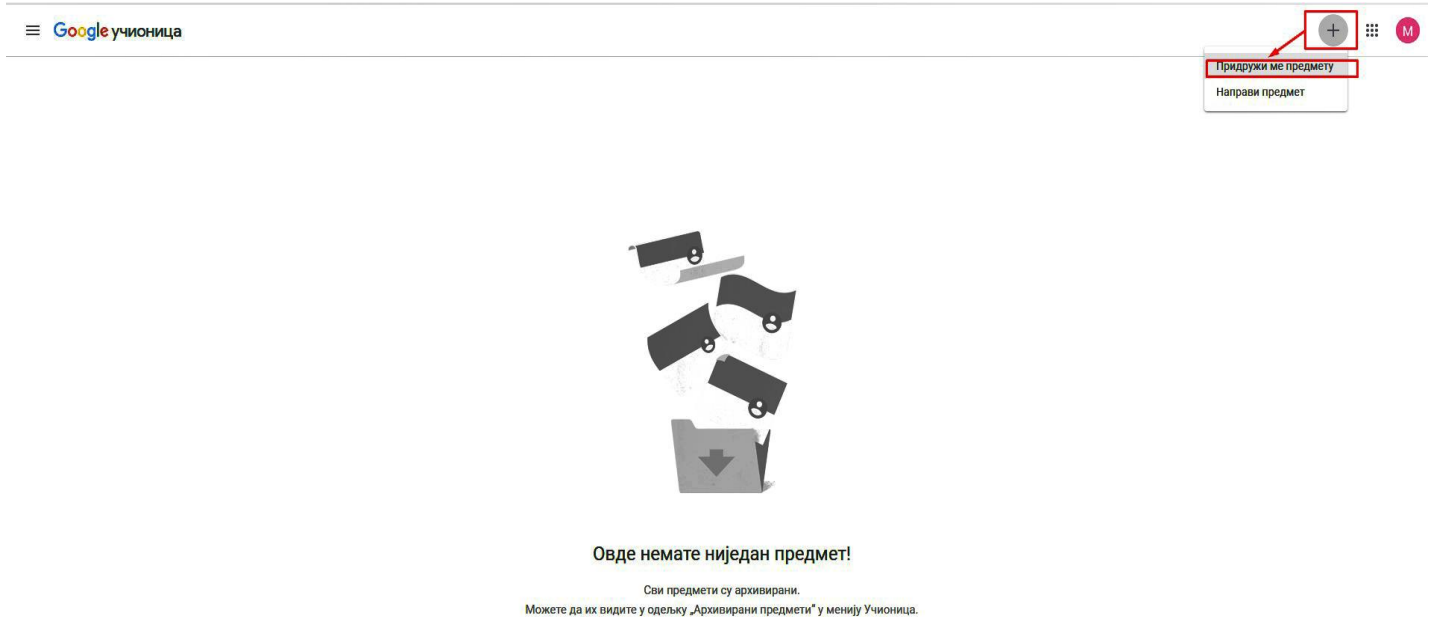 Google учионица
M
Придружи ме предмету
Направи предмет
Овде немате ниједан предмет!
Сви предмети су архивирани.
Можете да их видите у одељку „Архивирани предмети“ у менију Учионица.